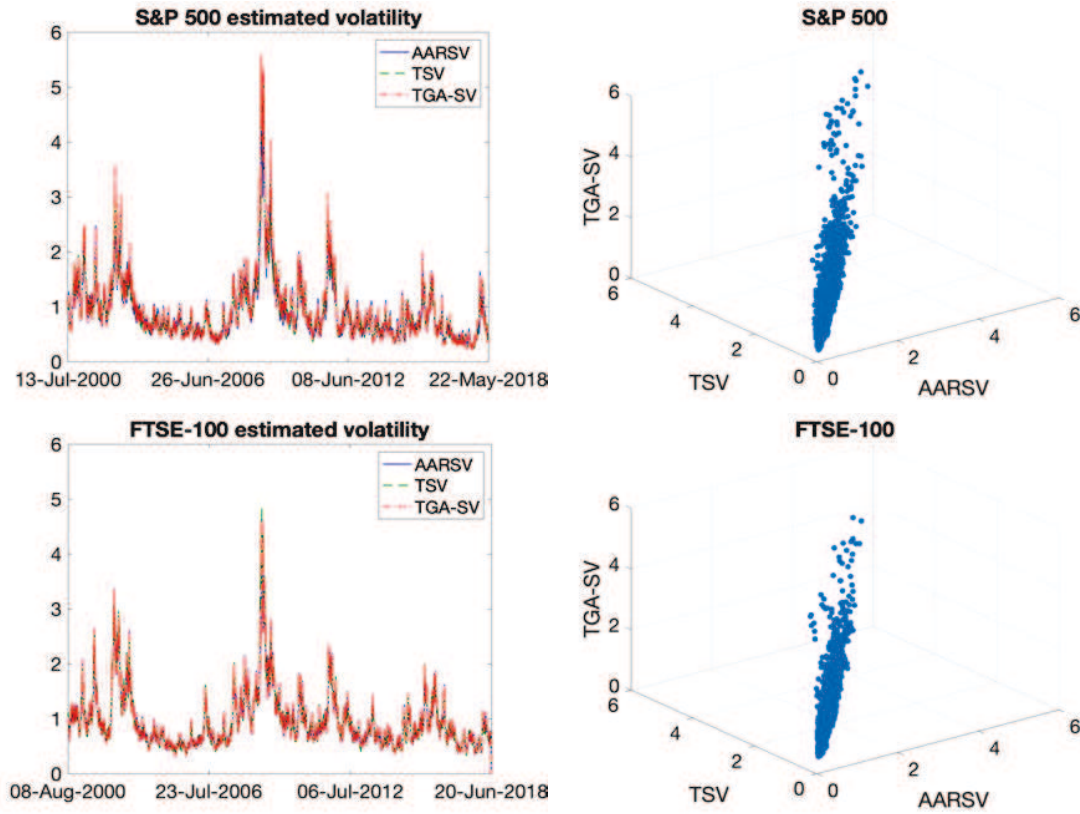 S&P 500 estimated volatility
6
5
4
3
2
1
0
AARSV
TSV
TGA-SV
13-Jul-2000 26-Jun-2006 08-Jun-2012 22-May-2018
S&P 500
6
4
2
0
TGA-SV
6
4
2
0
TSV
0
2
4
6
AARSV
FTSE-100 estimated volatility
6
5
4
3
2
1
0
AARSV
TSV
TGA-SV
08-Aug-2000 23-Jul-2006 06-Jul-2012 20-Jun-2018
FTSE-100
6
4
2
0
TGA-SV
6
4
2
0
TSV
0
2
4
6
AARSV